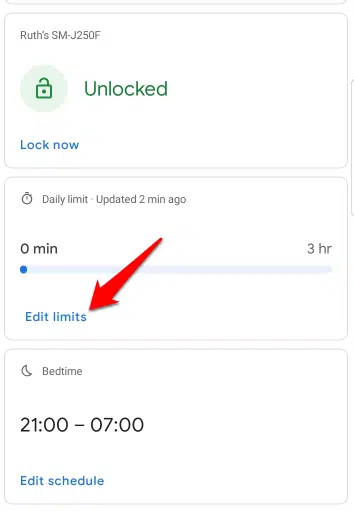 Ruth's SM-J250F
Unlocked
Lock now
Daily limit · Updated 2 min ago
0 min 3 hr
Edit limits
Bedtime
21:00 – 07:00
Edit schedule